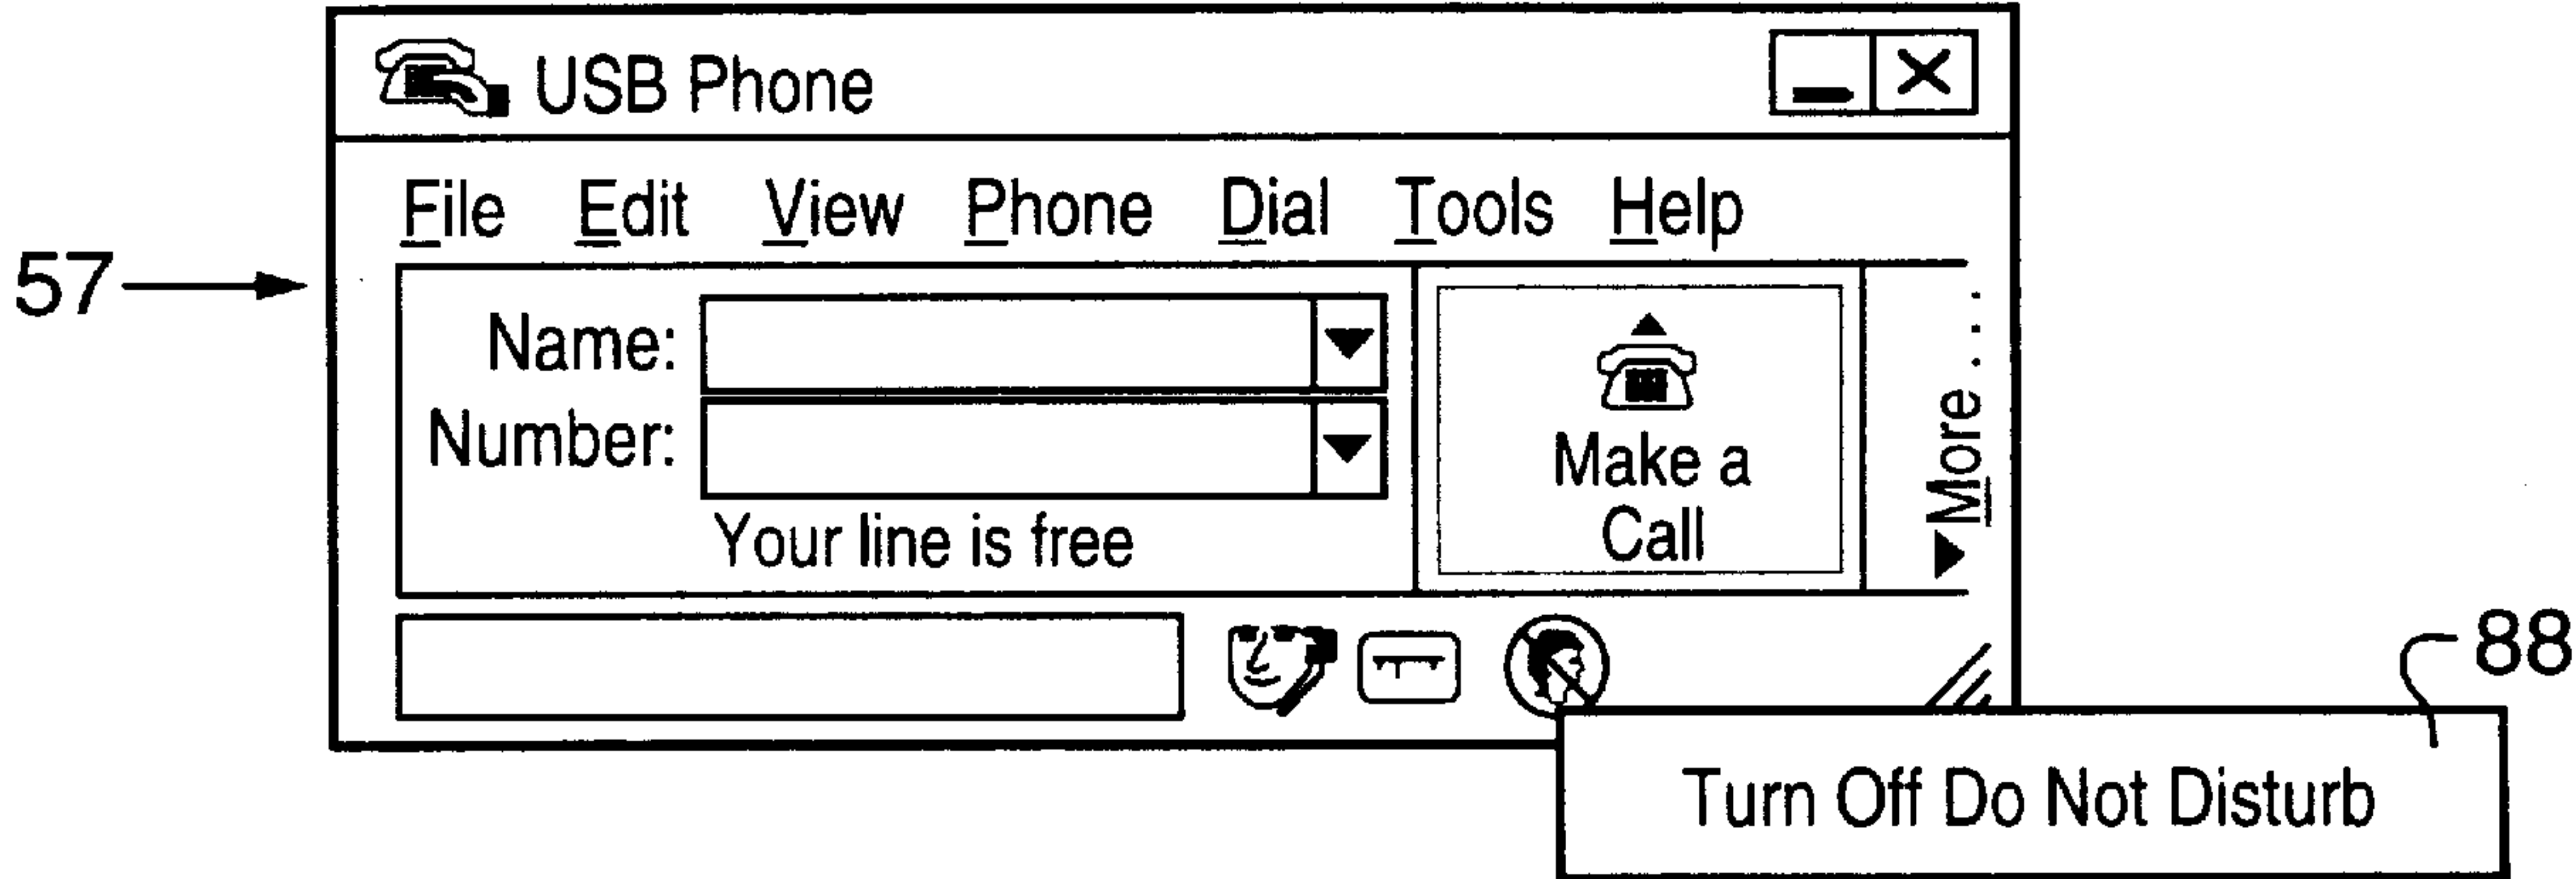 USB Phone
File Edit View Phone Dial Tools Help
57
Name:
Number:
Your line is free
Make a
Call
More . . .
88
Turn Off Do Not Disturb